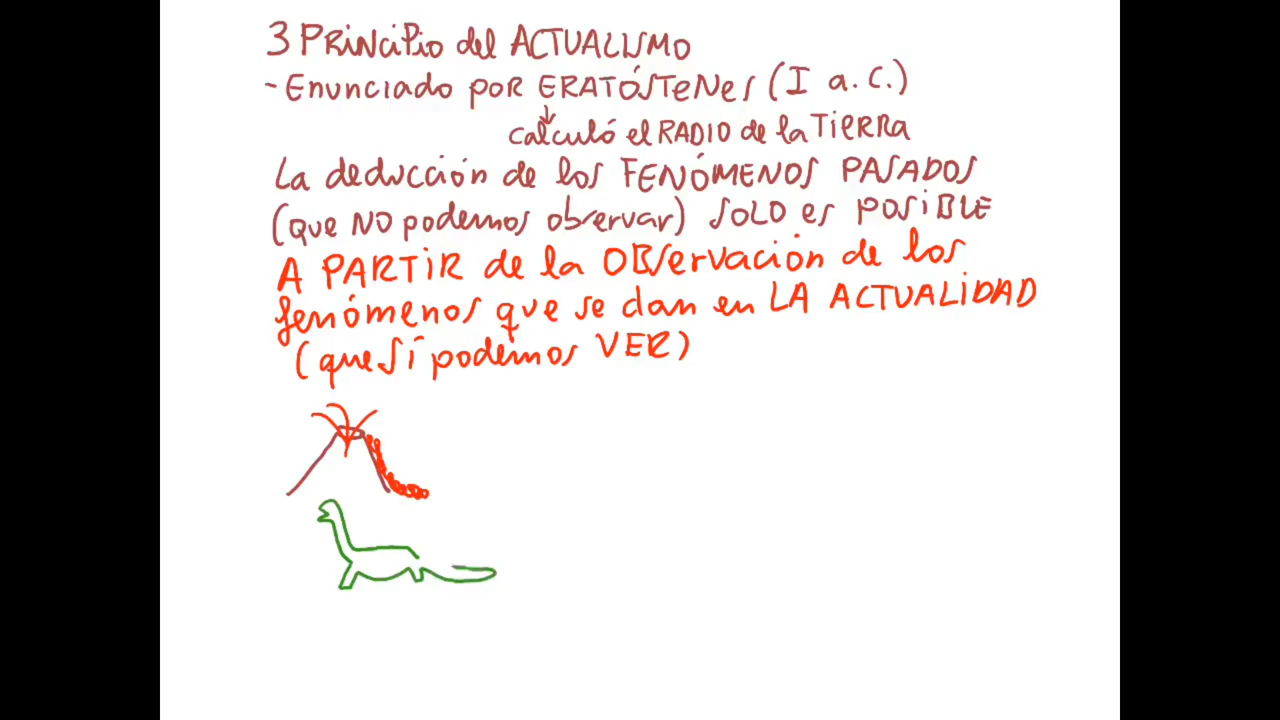 3 PRINCIPIO del ACTUALISMO
- Enunciado por ERATÓSTENES (I a.C.)
calculó el RADIO de la TIERRA
La deducción de los FENÓMENOS PASADOS
(que NO podemos observar) SOLO es POSIBLE
A PARTIR de la OBServación de los
fenómenos que se dan en LA ACTUALIDAD
(que SÍ podemos VER)